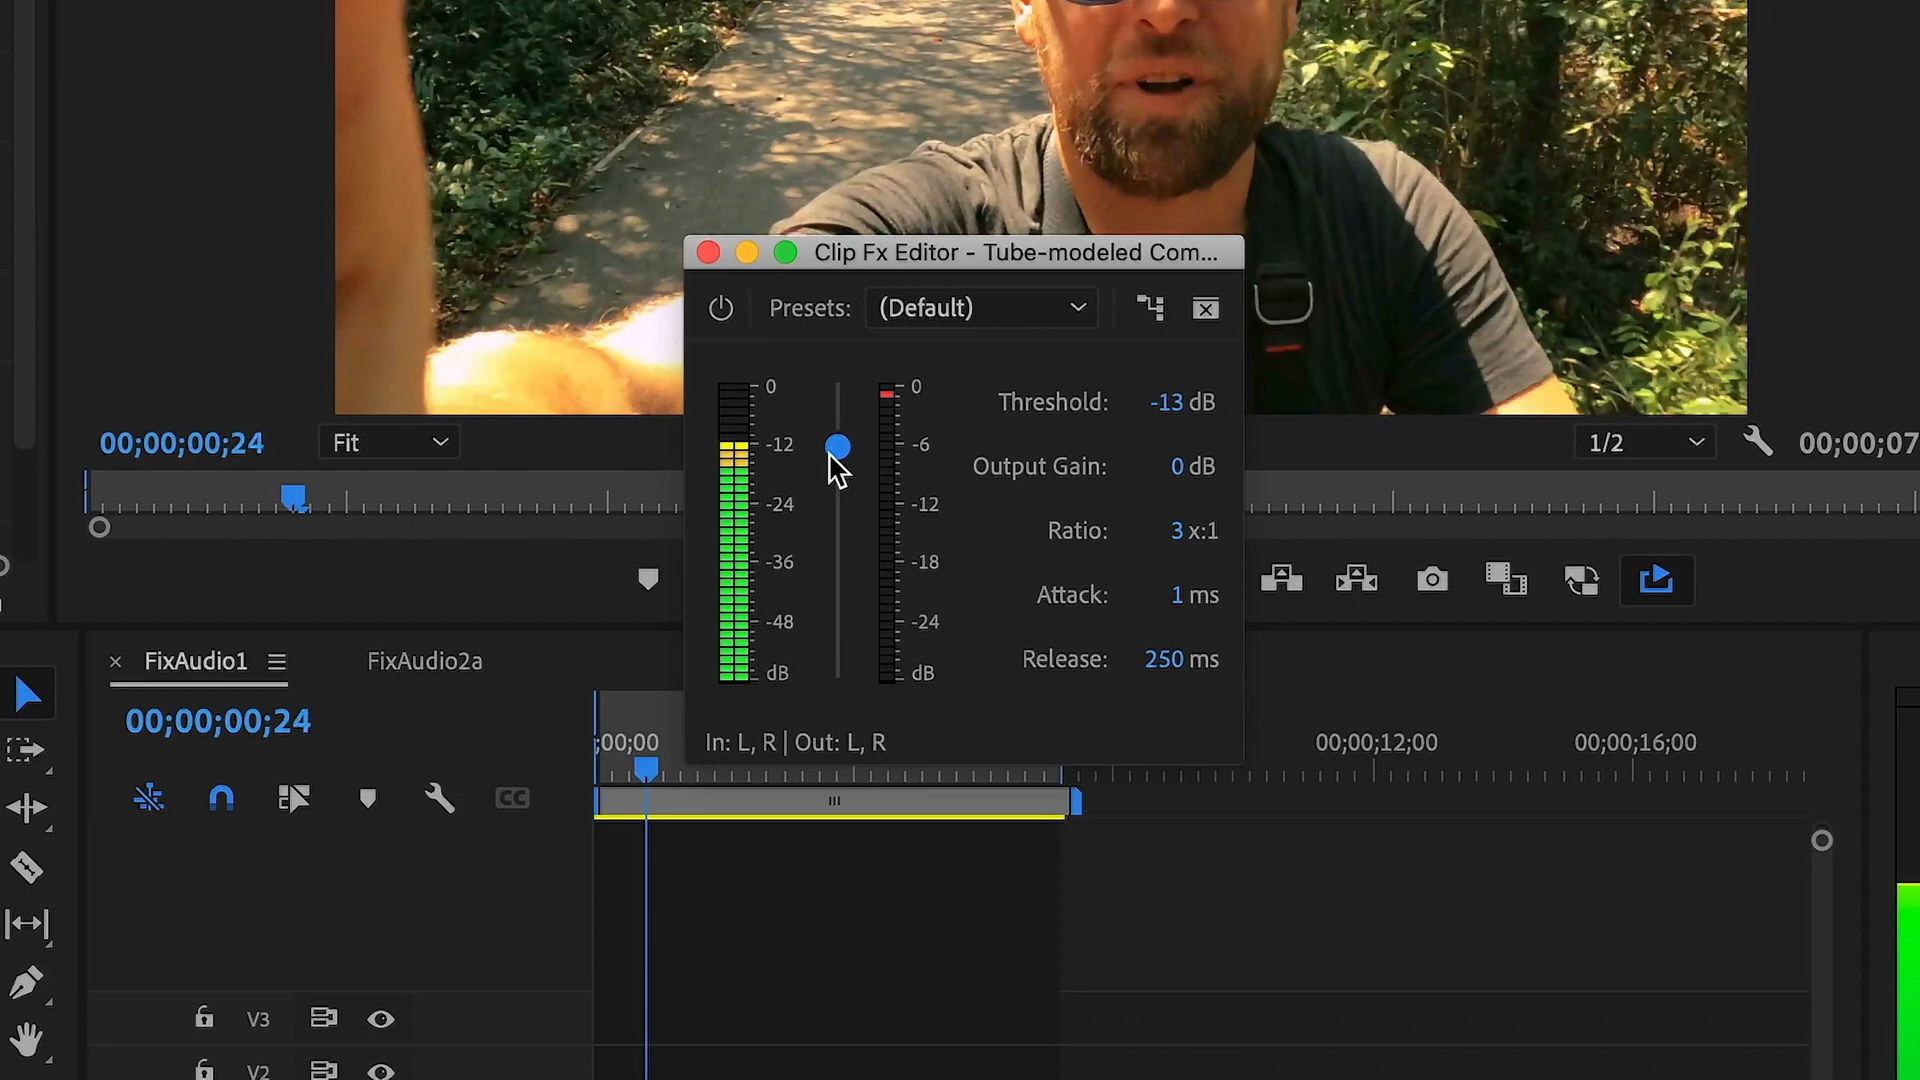 Clip Fx Editor - Tube-modeled Com...
Presets: (Default)
0
-12
-24
-36
-48
dB
0
-6
-12
-18
-24
dB
Threshold: -13 dB
Output Gain: 0 dB
Ratio: 3 x:1
Attack: 1 ms
Release: 250 ms
In: L, R | Out: L, R
00;00;00;24
Fit
1/2
00;00;07
FixAudio1
FixAudio2a
00;00;00;24
;00;00
00;00;12;00
00;00;16;00
CC
V3
V2